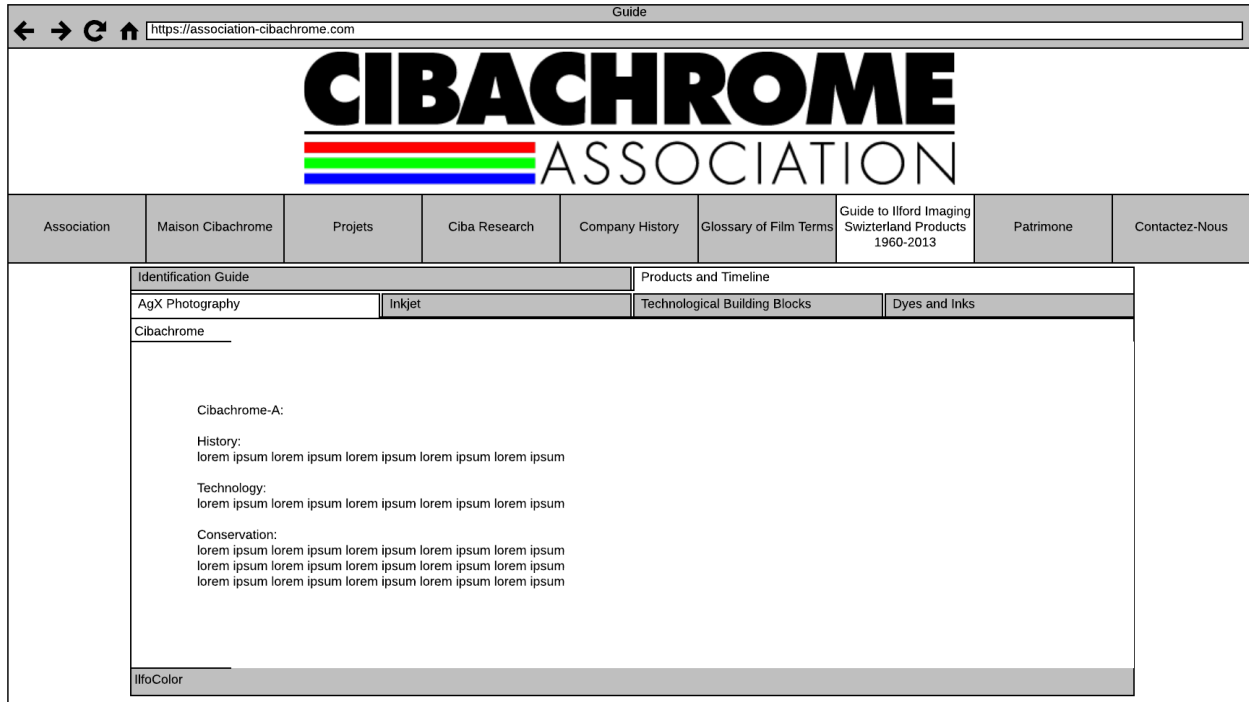 Guide
https://association-cibachrome.com
CIBACHROME
ASSOCIATION
Association
Maison Cibachrome
Projets
Ciba Research
Company History
Glossary of Film Terms
Guide to Ilford Imaging
Swizterland Products
1960-2013
Patrimone
Contactez-Nous
Identification Guide
Products and Timeline
AgX Photography
Inkjet
Technological Building Blocks
Dyes and Inks
Cibachrome
Cibachrome-A:
History:
lorem ipsum lorem ipsum lorem ipsum lorem ipsum lorem ipsum
Technology:
lorem ipsum lorem ipsum lorem ipsum lorem ipsum lorem ipsum
Conservation:
lorem ipsum lorem ipsum lorem ipsum lorem ipsum lorem ipsum
lorem ipsum lorem ipsum lorem ipsum lorem ipsum lorem ipsum
lorem ipsum lorem ipsum lorem ipsum lorem ipsum lorem ipsum
IlfoColor